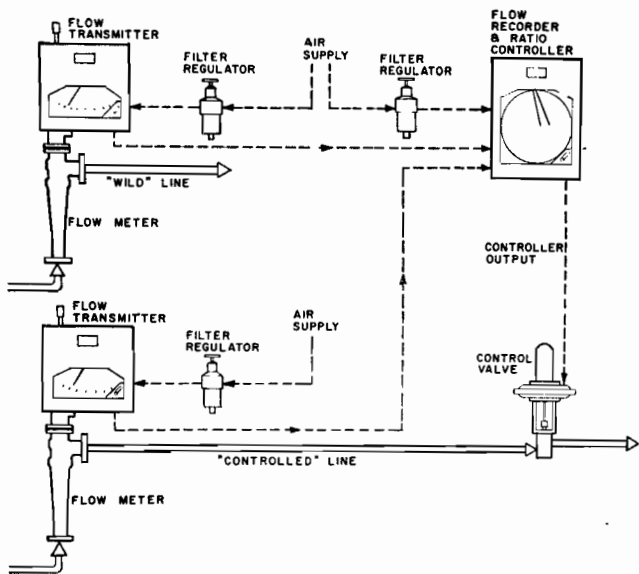 FLOW
TRANSMITTER
FILTER
REGULATOR
AIR
SUPPLY
FILTER
REGULATOR
FLOW
RECORDER
& RATIO
CONTROLLER
"WILD" LINE
FLOW METER
CONTROLLER
OUTPUT
FLOW
TRANSMITTER
FILTER
REGULATOR
AIR
SUPPLY
CONTROL
VALVE
"CONTROLLED" LINE
FLOW METER